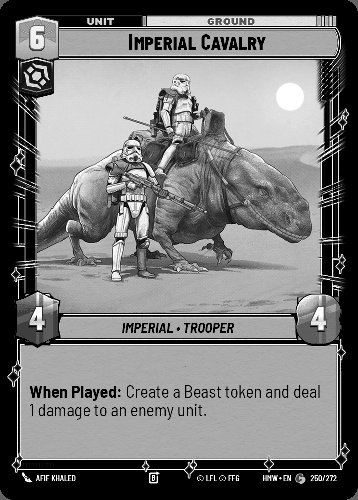 UNIT
GROUND
6
IMPERIAL CAVALRY
4
4
IMPERIAL • TROOPER
When Played: Create a Beast token and deal
1 damage to an enemy unit.
AFIF KHALED
© LFL © FFG
HMW • EN
250/272